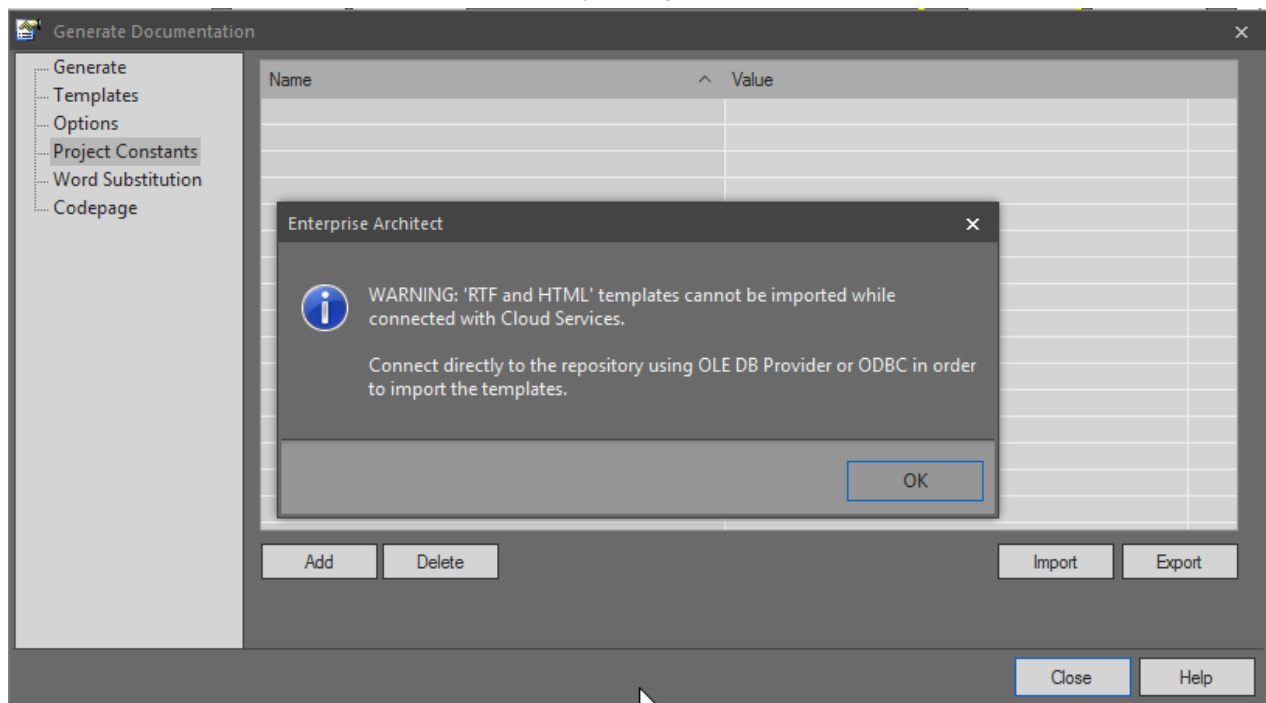 Generate Documentation
Generate
Templates
Options
Project Constants
Word Substitution
Codepage
Name
Value
Enterprise Architect
WARNING: 'RTF and HTML' templates cannot be imported while
connected with Cloud Services.
Connect directly to the repository using OLE DB Provider or ODBC in order
to import the templates.
OK
Add
Delete
Import
Export
Close
Help